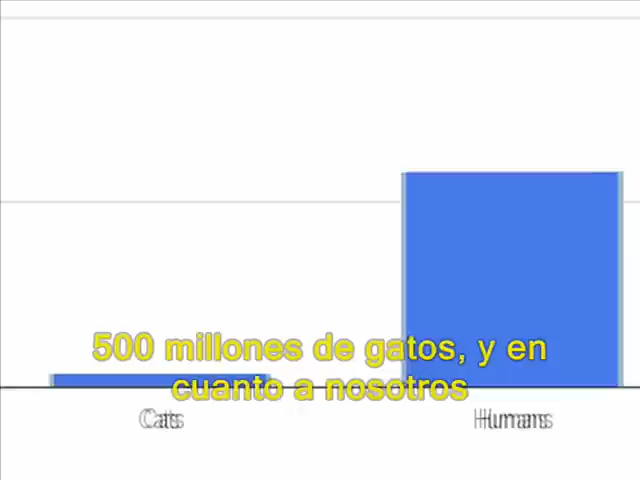 500 millones de gatos, y en
cuanto a nosotros
Cats Humans